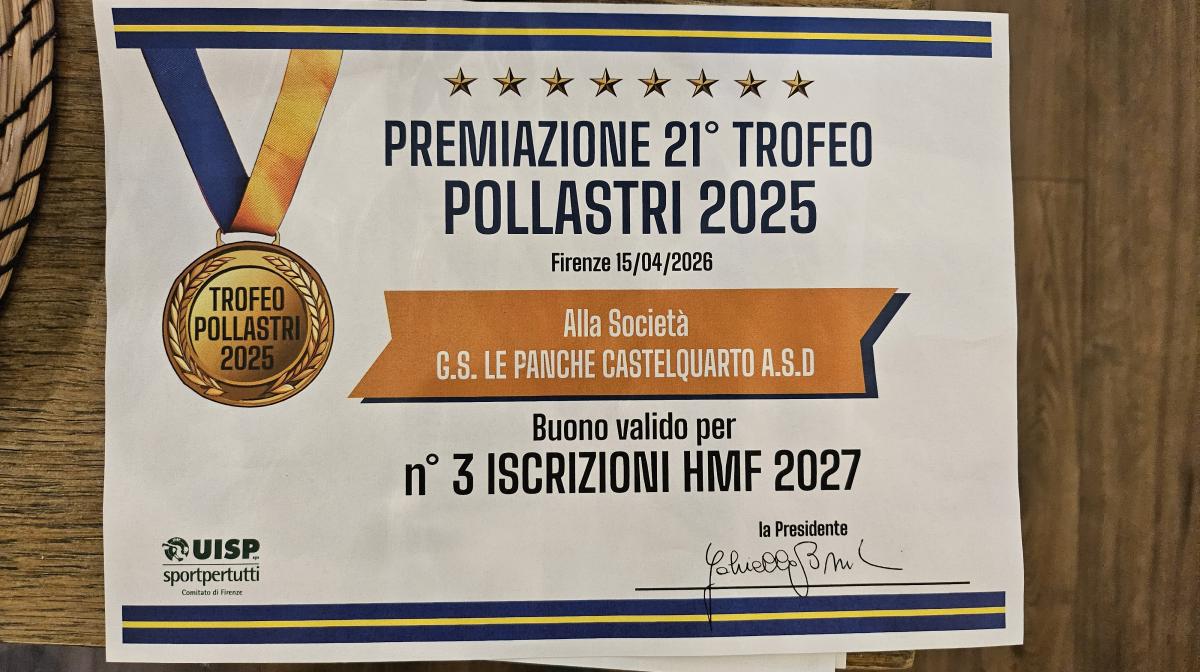 PREMIAZIONE 21° TROFEO
POLLASTRI 2025
Firenze 15/04/2026
TROFEO
POLLASTRI
2025
Alla Società
G.S. LE PANCHE CASTELQUARTO A.S.D
Buono valido per
n° 3 ISCRIZIONI HMF 2027
la Presidente
UISP
sportpertutti
Comitato di Firenze